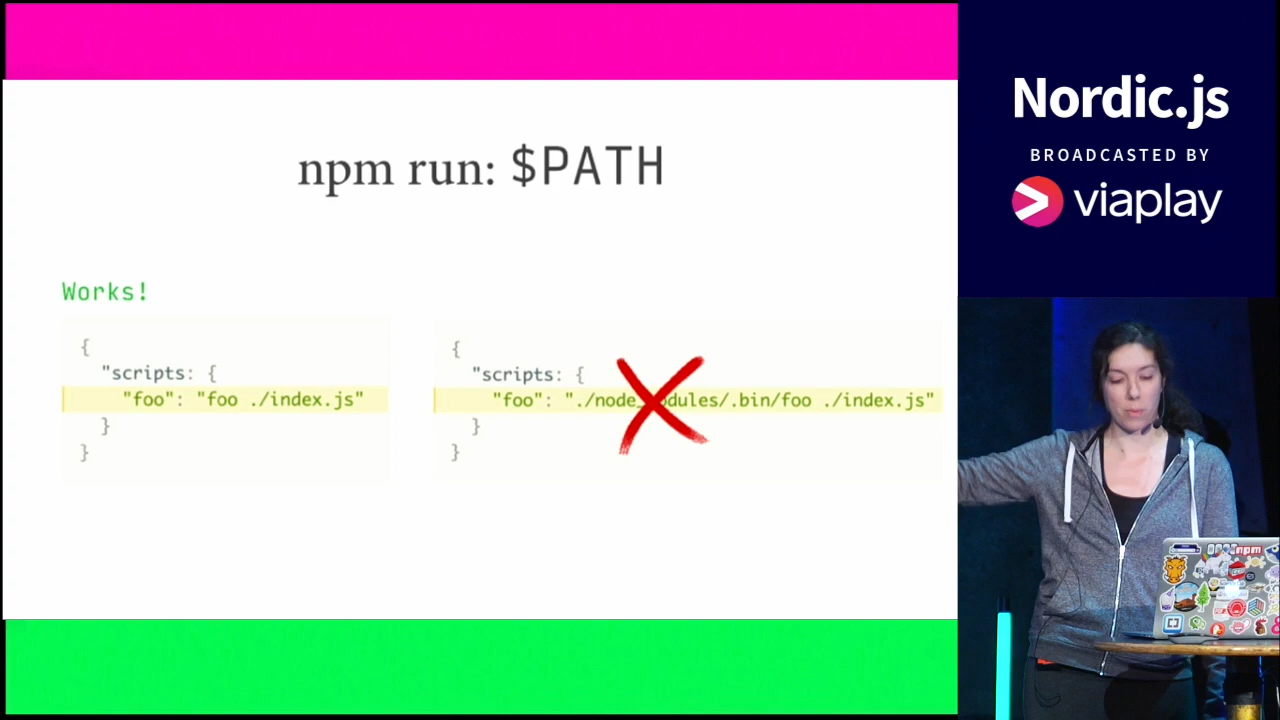 npm run: $PATH
Works!
{
"scripts: {
"foo": "foo ./index.js"
}
}
{
"scripts: {
"foo": "./node_modules/.bin/foo ./index.js"
}
}
Nordic.js
BROADCASTED BY
viaplay
npm